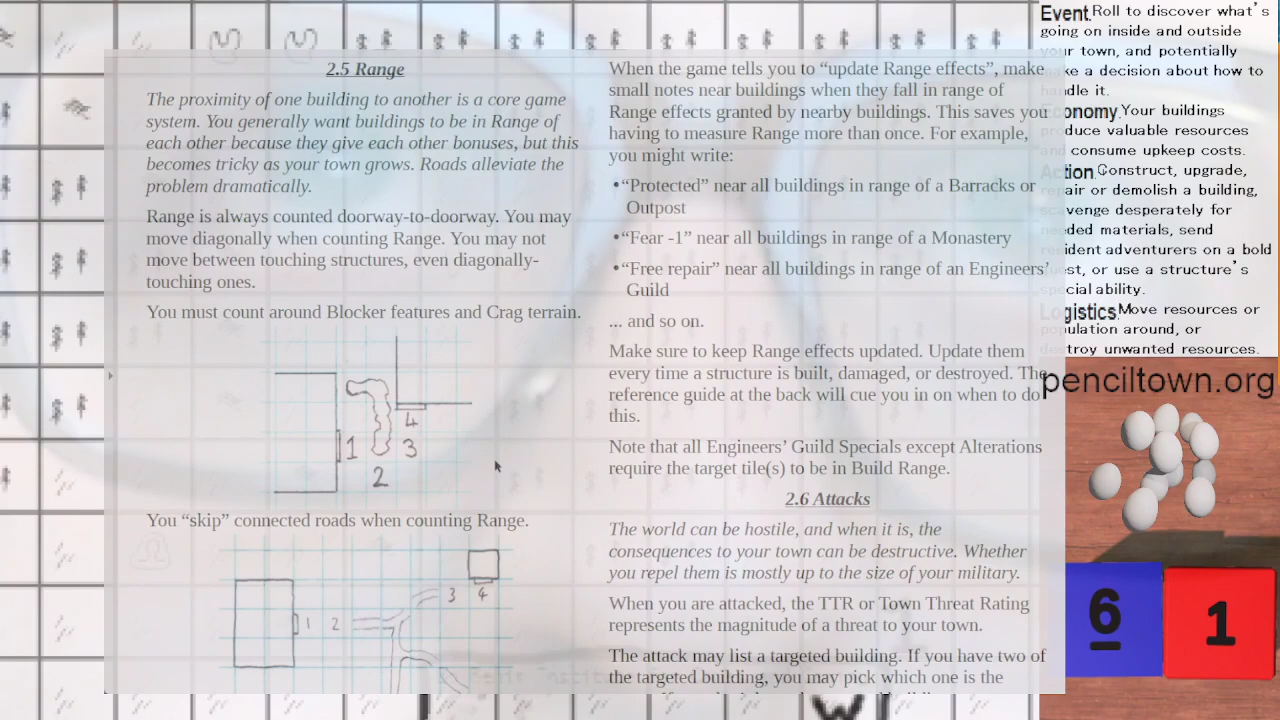 2.5 Range
The proximity of one building to another is a core game
system. You generally want buildings to be in Range of
each other because they give each other bonuses, but this
becomes tricky as your town grows. Roads alleviate the
problem dramatically.
Range is always counted doorway-to-doorway. You may
move diagonally when counting Range. You may not
move between touching structures, even diagonally-
touching ones.
You must count around Blocker features and Crag terrain.
4
1 3
2
You “skip” connected roads when counting Range.
1 2 3 4
When the game tells you to “update Range effects”, make
small notes near buildings when they fall in range of
Range effects granted by nearby buildings. This saves you
having to measure Range more than once. For example,
you might write:
•“Protected” near all buildings in range of a Barracks or
Outpost
•“Fear -1” near all buildings in range of a Monastery
•“Free repair” near all buildings in range of an Engineers’
Guild
... and so on.
Make sure to keep Range effects updated. Update them
every time a structure is built, damaged, or destroyed. The
reference guide at the back will cue you in on when to do
this.
Note that all Engineers’ Guild Specials except Alterations
require the target tile(s) to be in Build Range.
2.6 Attacks
The world can be hostile, and when it is, the
consequences to your town can be destructive. Whether
you repel them is mostly up to the size of your military.
When you are attacked, the TTR or Town Threat Rating
represents the magnitude of a threat to your town.
The attack may list a targeted building. If you have two of
the targeted building, you may pick which one is the
Event. Roll to discover what's
going on inside and outside
your town, and potentially
make a decision about how to
handle it.
Economy. Your buildings
produce valuable resources
and consume upkeep costs.
Action. Construct, upgrade,
repair or demolish a building,
scavenge desperately for
needed materials, send
resident adventurers on a bold
quest, or use a structure's
special ability.
Logistics. Move resources or
population around, or
destroy unwanted resources.
penciltown.org
6 1